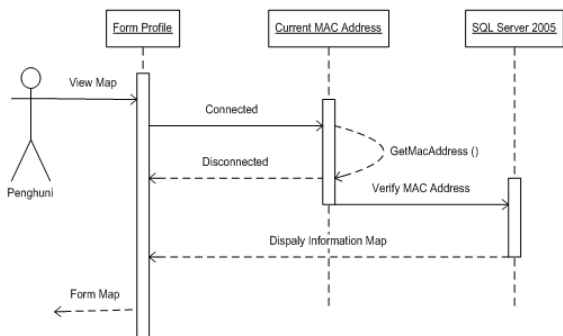 Form Profile
Current MAC Address
SQL Server 2005
View Map
Connected
GetMacAddress ()
Disconnected
Verify MAC Address
Penghuni
Dispaly Information Map
Form Map